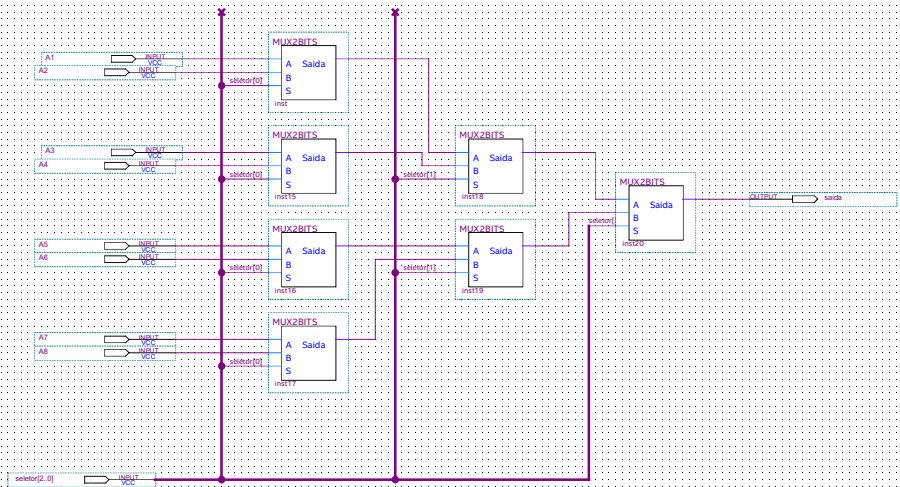 MUX2BITS
A1 INPUT VCC
A2 INPUT VCC
A Saida
B
seletor[0] S
inst
MUX2BITS
A3 INPUT VCC
A4 INPUT VCC
A Saida
B
seletor[0] S
inst15
MUX2BITS
A Saida
B
seletor[1] S
inst18
MUX2BITS
A Saida
B
seletor[ S
inst20
OUTPUT saida
MUX2BITS
A5 INPUT VCC
A6 INPUT VCC
A Saida
B
seletor[0] S
inst16
MUX2BITS
A Saida
B
seletor[1] S
inst19
MUX2BITS
A7 INPUT VCC
A8 INPUT VCC
A Saida
B
seletor[0] S
inst17
seletor[2..0] INPUT VCC